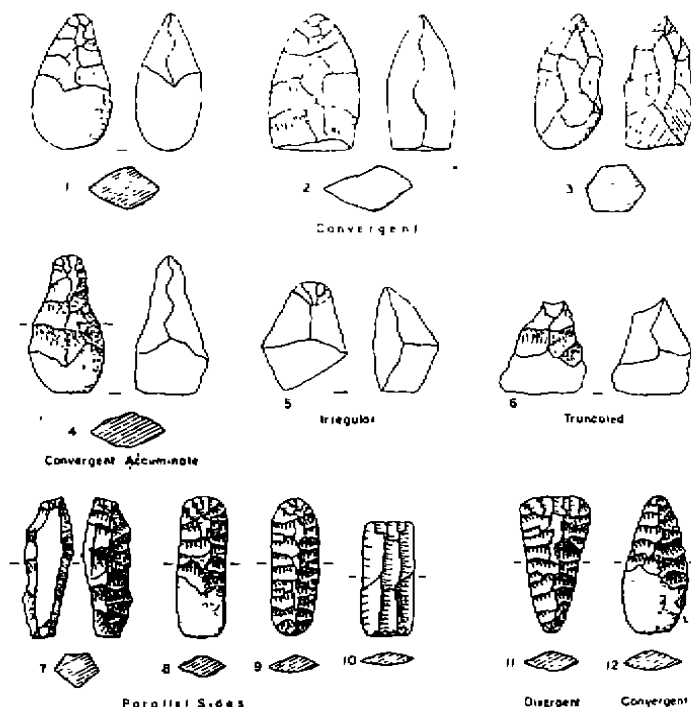 1 2 3
Convergent
4 5 6
Convergent Accuminate Irregular Truncated
7 8 9 10 11 12
Parallel Sides Divergent Convergent